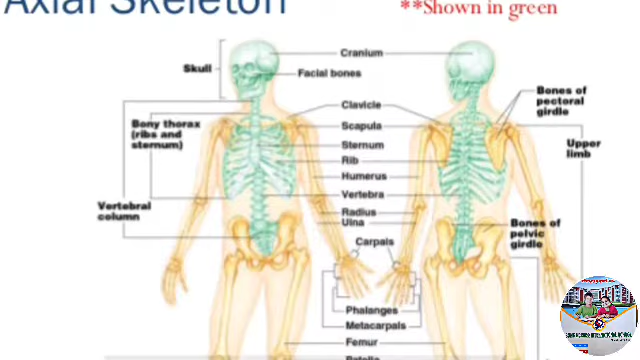 Axial Skeleton
**Shown in green
Cranium
Skull
Facial bones
Clavicle
Bones of
pectoral
girdle
Bony thorax
(ribs and
sternum)
Scapula
Sternum
Rib
Upper
limb
Humerus
Vertebra
Vertebral
column
Radius
Ulna
Bones of
pelvic
girdle
Carpals
Phalanges
Metacarpals
Femur
Patella